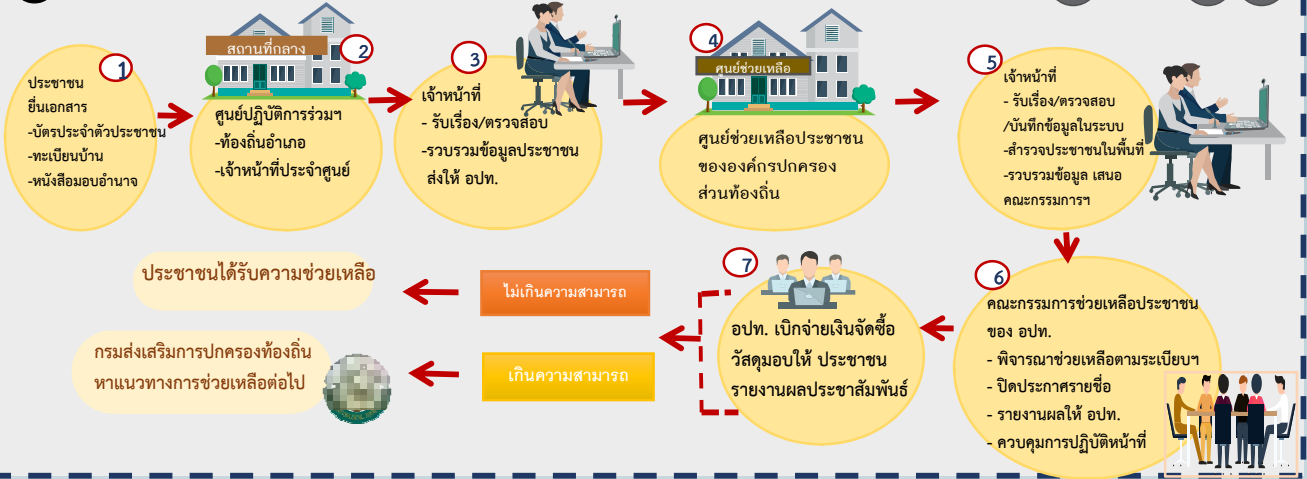 1
ประชาชน
ยื่นเอกสาร
-บัตรประจำตัวประชาชน
-ทะเบียนบ้าน
-หนังสือมอบอำนาจ
สถานที่กลาง
2
ศูนย์ปฏิบัติการร่วมฯ
-ท้องถิ่นอำเภอ
-เจ้าหน้าที่ประจำศูนย์
3
เจ้าหน้าที่
- รับเรื่อง/ตรวจสอบ
-รวบรวมข้อมูลประชาชน
ส่งให้ อปท.
4
ศูนย์ช่วยเหลือ
ศูนย์ช่วยเหลือประชาชน
ขององค์กรปกครอง
ส่วนท้องถิ่น
5
เจ้าหน้าที่
- รับเรื่อง/ตรวจสอบ
/บันทึกข้อมูลในระบบ
-สำรวจประชาชนในพื้นที่
-รวบรวมข้อมูล เสนอ
คณะกรรมการฯ
6
คณะกรรมการช่วยเหลือประชาชน
ของ อปท.
- พิจารณาช่วยเหลือตามระเบียบฯ
- ปิดประกาศรายชื่อ
- รายงานผลให้ อปท.
- ควบคุมการปฏิบัติหน้าที่
7
อปท. เบิกจ่ายเงินจัดซื้อ
วัสดุมอบให้ ประชาชน
รายงานผลประชาสัมพันธ์
ไม่เกินความสามารถ
ประชาชนได้รับความช่วยเหลือ
เกินความสามารถ
กรมส่งเสริมการปกครองท้องถิ่น
หาแนวทางการช่วยเหลือต่อไป